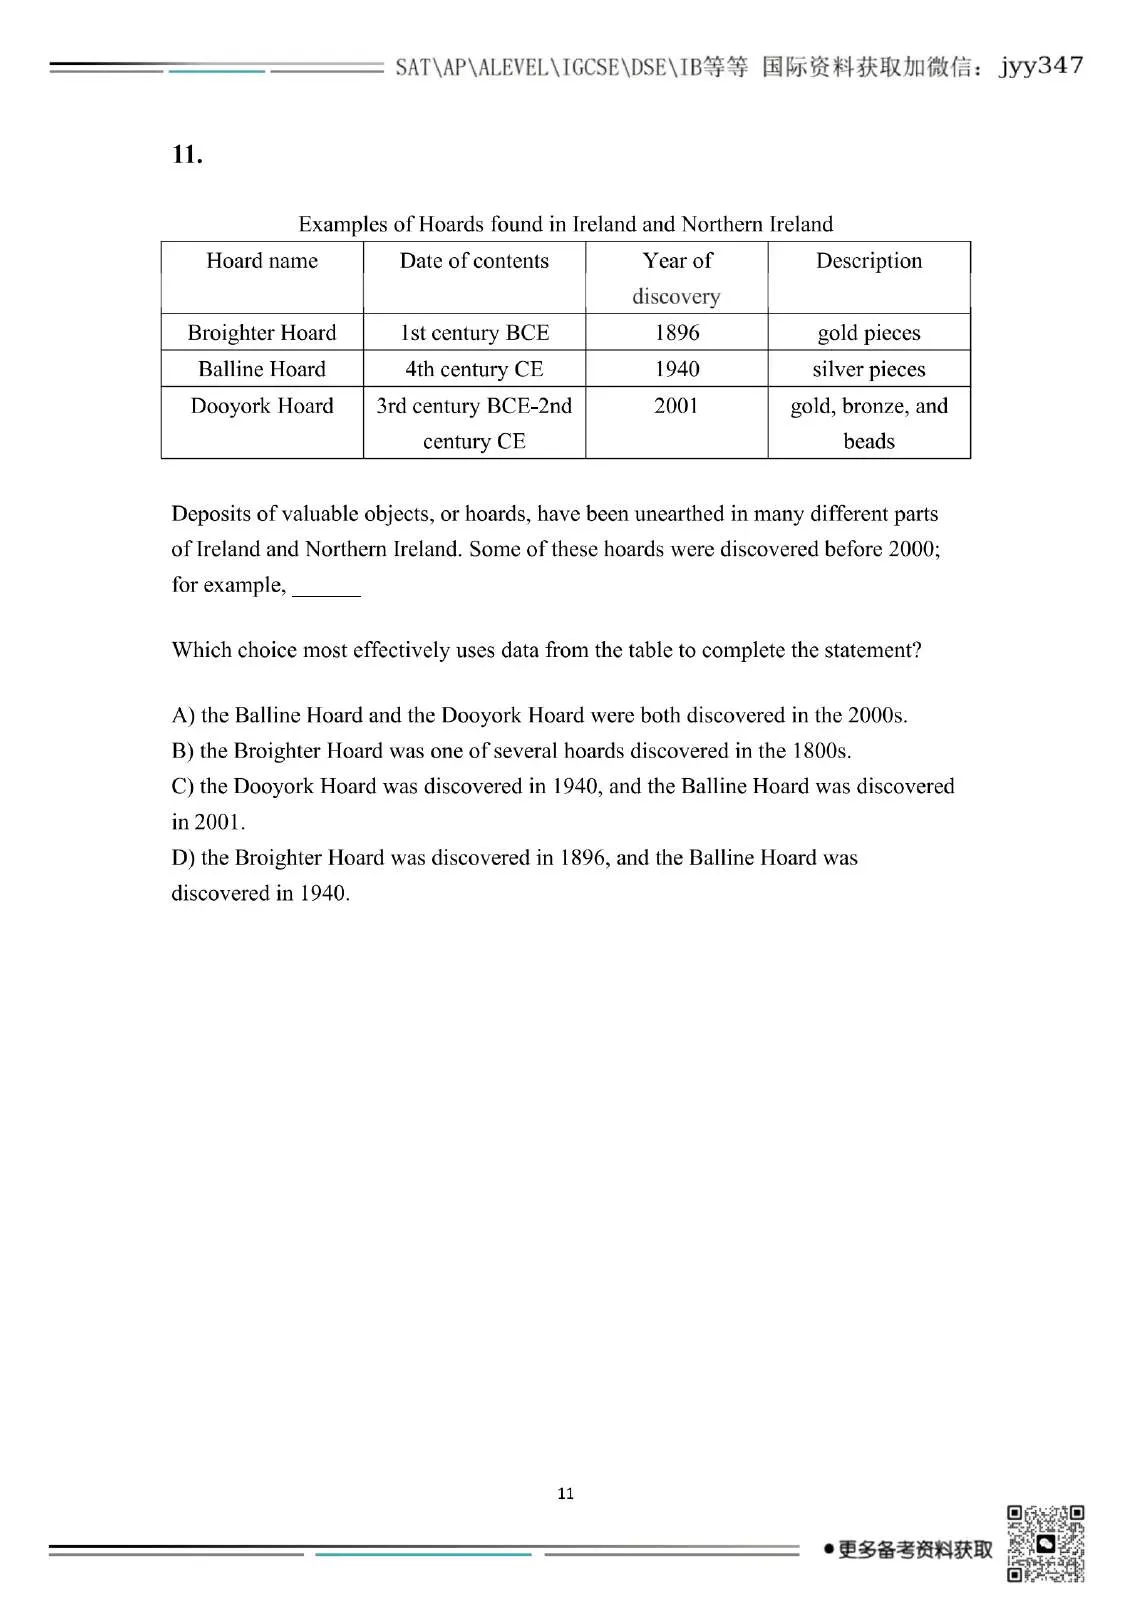 SAT\AP\ALEVEL\IGCSE\DSE\IB等等 国际资料获取加微信：jyy347
11.
Examples of Hoards found in Ireland and Northern Ireland
Hoard name Date of contents Year of discovery Description
Broighter Hoard 1st century BCE 1896 gold pieces
Balline Hoard 4th century CE 1940 silver pieces
Dooyork Hoard 3rd century BCE-2nd century CE 2001 gold, bronze, and beads
Deposits of valuable objects, or hoards, have been unearthed in many different parts
of Ireland and Northern Ireland. Some of these hoards were discovered before 2000;
for example, ______
Which choice most effectively uses data from the table to complete the statement?
A) the Balline Hoard and the Dooyork Hoard were both discovered in the 2000s.
B) the Broighter Hoard was one of several hoards discovered in the 1800s.
C) the Dooyork Hoard was discovered in 1940, and the Balline Hoard was discovered
in 2001.
D) the Broighter Hoard was discovered in 1896, and the Balline Hoard was
discovered in 1940.
11
●更多备考资料获取